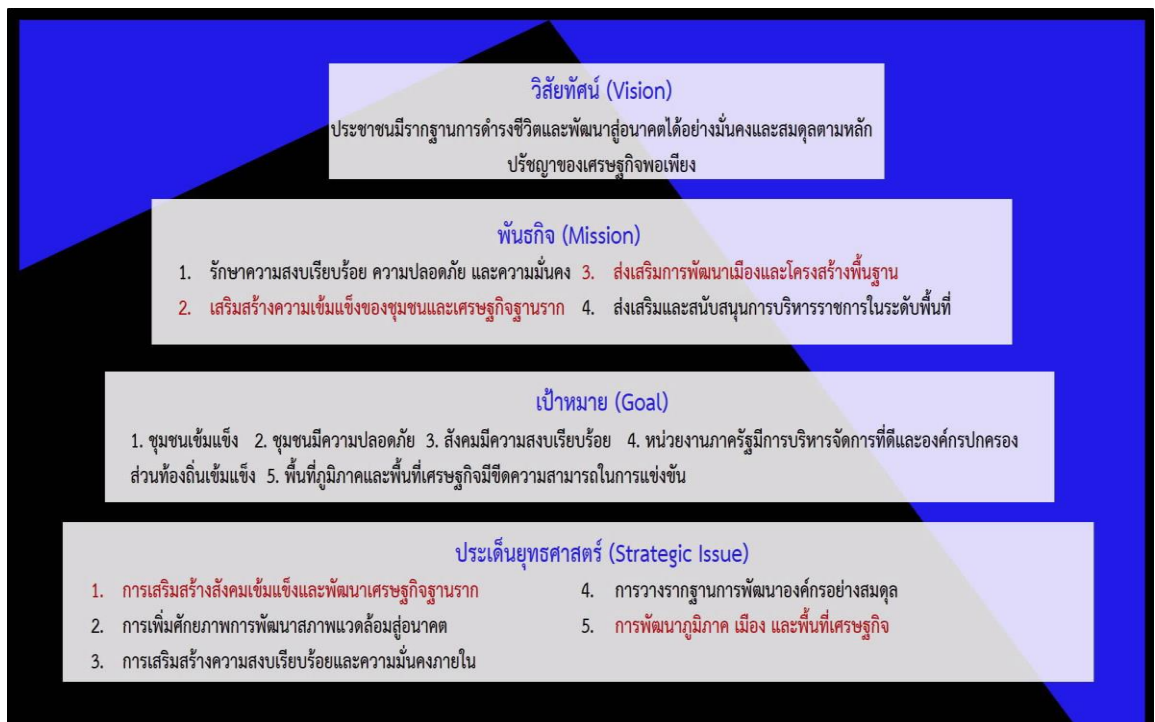 วิสัยทัศน์ (Vision)
ประชาชนมีรากฐานการดำรงชีวิตและพัฒนาสู่อนาคตได้อย่างมั่นคงและสมดุลตามหลัก
ปรัชญาของเศรษฐกิจพอเพียง
พันธกิจ (Mission)
1. รักษาความสงบเรียบร้อย ความปลอดภัย และความมั่นคง
2. เสริมสร้างความเข้มแข็งของชุมชนและเศรษฐกิจฐานราก
3. ส่งเสริมการพัฒนาเมืองและโครงสร้างพื้นฐาน
4. ส่งเสริมและสนับสนุนการบริหารราชการในระดับพื้นที่
เป้าหมาย (Goal)
1. ชุมชนเข้มแข็ง 2. ชุมชนมีความปลอดภัย 3. สังคมมีความสงบเรียบร้อย 4. หน่วยงานภาครัฐมีการบริหารจัดการที่ดีและองค์กรปกครอง
ส่วนท้องถิ่นเข้มแข็ง 5. พื้นที่ภูมิภาคและพื้นที่เศรษฐกิจมีขีดความสามารถในการแข่งขัน
ประเด็นยุทธศาสตร์ (Strategic Issue)
1. การเสริมสร้างสังคมเข้มแข็งและพัฒนาเศรษฐกิจฐานราก
2. การเพิ่มศักยภาพการพัฒนาสภาพแวดล้อมสู่อนาคต
3. การเสริมสร้างความสงบเรียบร้อยและความมั่นคงภายใน
4. การวางรากฐานการพัฒนาองค์กรอย่างสมดุล
5. การพัฒนาภูมิภาค เมือง และพื้นที่เศรษฐกิจ